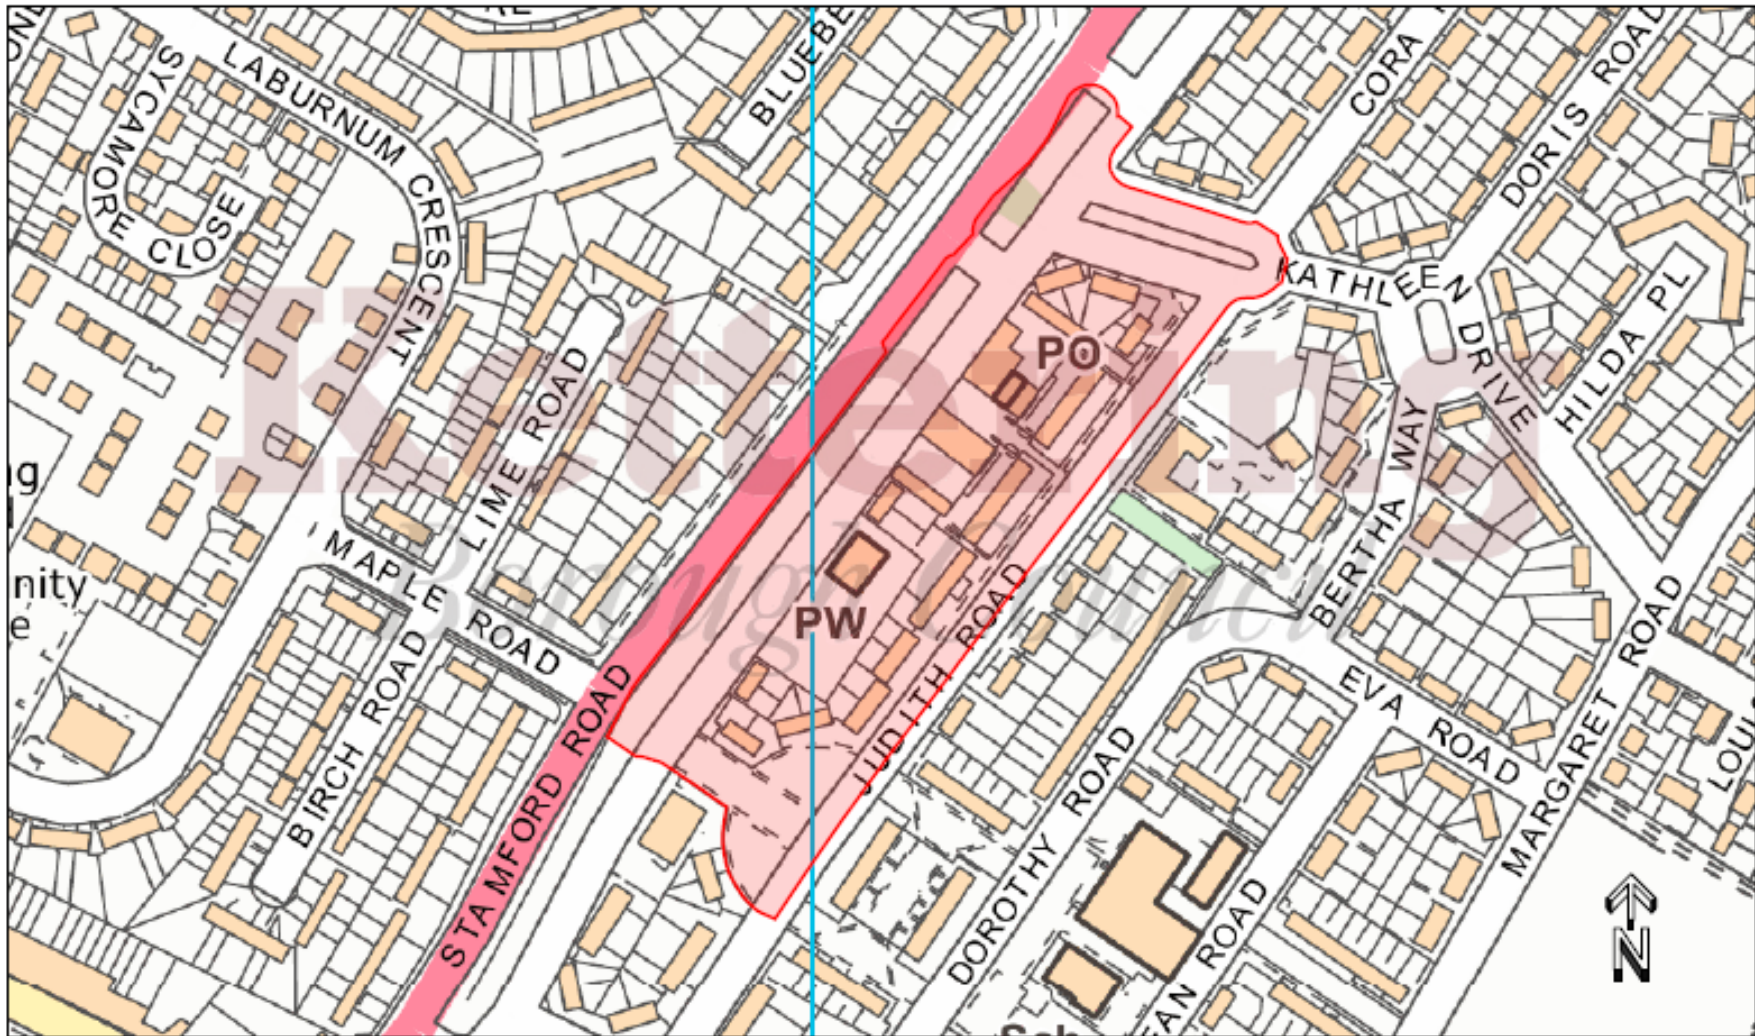 SYCAMORE CLOSE
LABURNUM CRESCENT
CORA
DORIS ROAD
KATHLEEN DRIVE
HILDA PL
Kettering
Borough Council
PO
LIME ROAD
BERTHA WAY
MAPLE ROAD
PW
JUDITH ROAD
BIRCH ROAD
STAMFORD ROAD
EVA ROAD
MARGARET ROAD
DOROTHY ROAD
ROAD
N